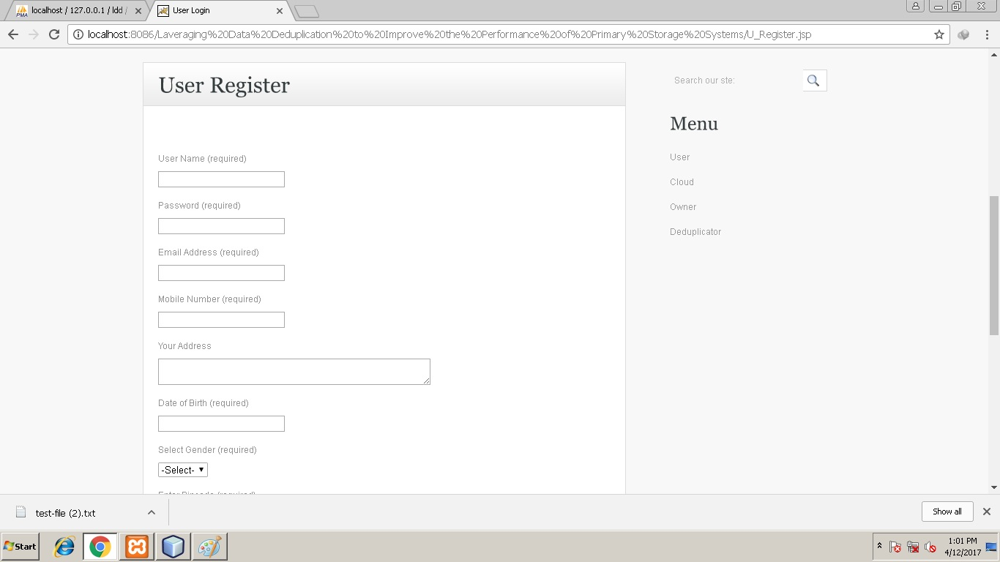 localhost / 127.0.0.1 / ldd /
User Login
localhost:8086/Laveraging%20Data%20Deduplication%20to%20Improve%20the%20Performance%20of%20Primary%20Storage%20Systems/U_Register.jsp
User Register
Search our ste:
Menu
User
Cloud
Owner
Deduplicator
User Name (required)
Password (required)
Email Address (required)
Mobile Number (required)
Your Address
Date of Birth (required)
Select Gender (required)
-Select-
Enter Pincode (required)
test-file (2).txt
Show all
Start
1:01 PM
4/12/2017